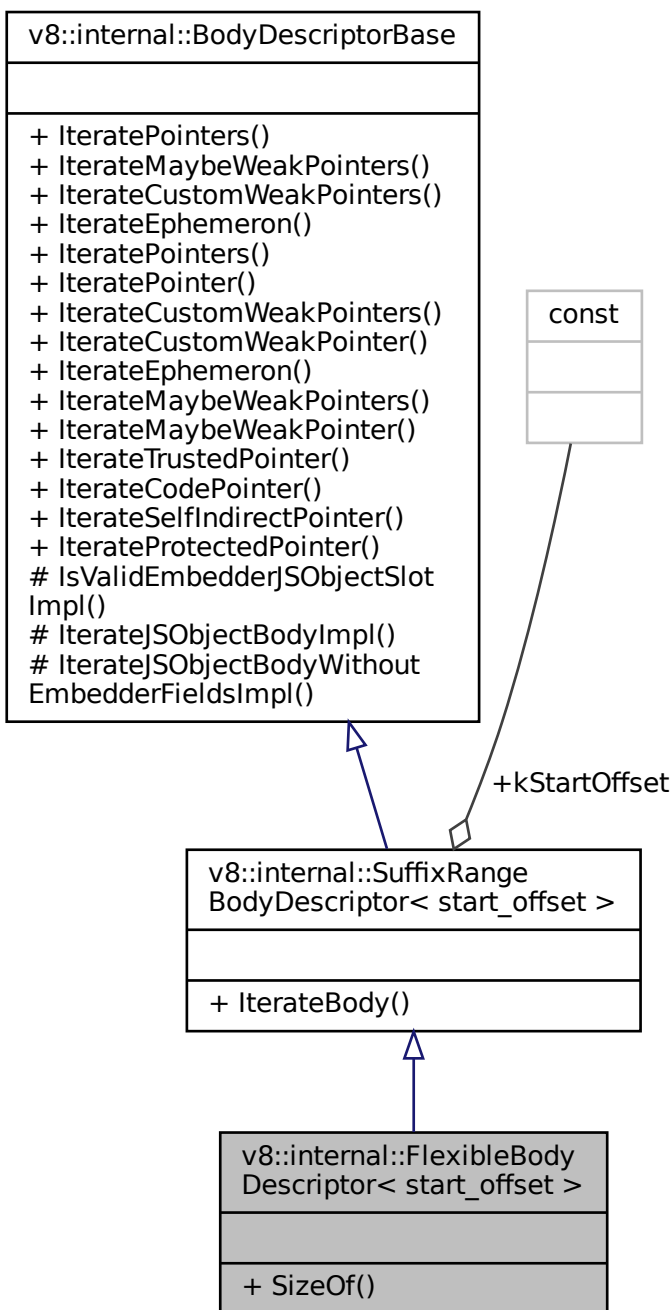 v8::internal::BodyDescriptorBase
+ IteratePointers()
+ IterateMaybeWeakPointers()
+ IterateCustomWeakPointers()
+ IterateEphemeron()
+ IteratePointers()
+ IteratePointer()
+ IterateCustomWeakPointers()
+ IterateCustomWeakPointer()
+ IterateEphemeron()
+ IterateMaybeWeakPointers()
+ IterateMaybeWeakPointer()
+ IterateTrustedPointer()
+ IterateCodePointer()
+ IterateSelfIndirectPointer()
+ IterateProtectedPointer()
# IsValidEmbedderJSObjectSlot
Impl()
# IterateJSObjectBodyImpl()
# IterateJSObjectBodyWithout
EmbedderFieldsImpl()
const
+kStartOffset
v8::internal::SuffixRange
BodyDescriptor< start_offset >
+ IterateBody()
v8::internal::FlexibleBody
Descriptor< start_offset >
+ SizeOf()